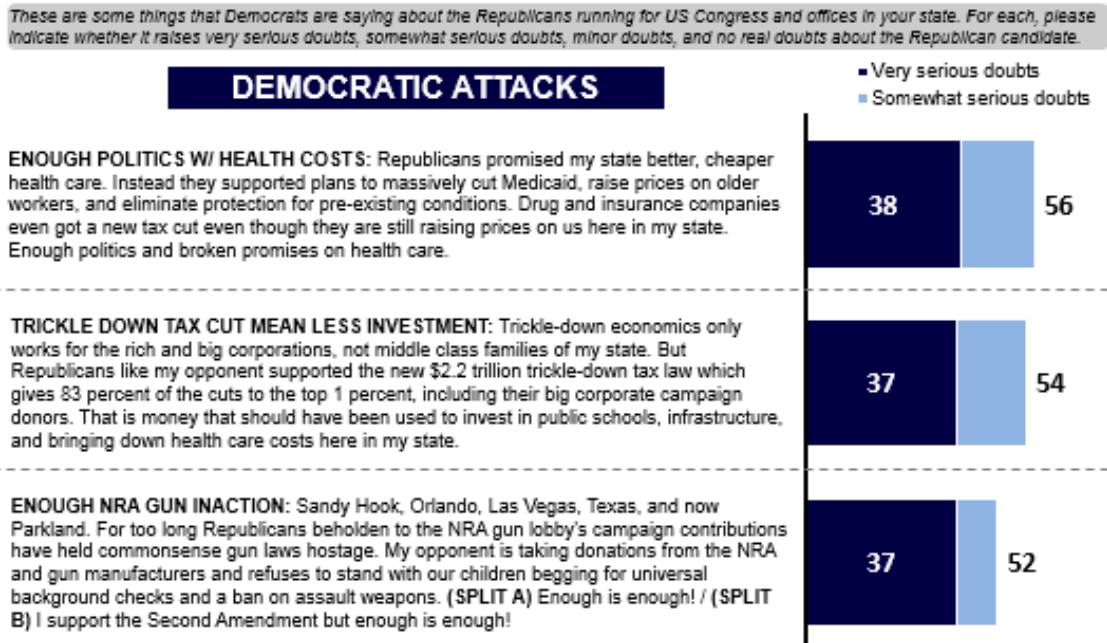 These are some things that Democrats are saying about the Republicans running for US Congress and offices in your state. For each, please
indicate whether it raises very serious doubts, somewhat serious doubts, minor doubts, and no real doubts about the Republican candidate.
DEMOCRATIC ATTACKS
Very serious doubts
Somewhat serious doubts
ENOUGH POLITICS W/ HEALTH COSTS: Republicans promised my state better, cheaper
health care. Instead they supported plans to massively cut Medicaid, raise prices on older
workers, and eliminate protection for pre-existing conditions. Drug and insurance companies
even got a new tax cut even though they are still raising prices on us here in my state.
Enough politics and broken promises on health care.
38
56
TRICKLE DOWN TAX CUT MEAN LESS INVESTMENT: Trickle-down economics only
works for the rich and big corporations, not middle class families of my state. But
Republicans like my opponent supported the new $2.2 trillion trickle-down tax law which
gives 83 percent of the cuts to the top 1 percent, including their big corporate campaign
donors. That is money that should have been used to invest in public schools, infrastructure,
and bringing down health care costs here in my state.
37
54
ENOUGH NRA GUN INACTION: Sandy Hook, Orlando, Las Vegas, Texas, and now
Parkland. For too long Republicans beholden to the NRA gun lobby's campaign contributions
have held commonsense gun laws hostage. My opponent is taking donations from the NRA
and gun manufacturers and refuses to stand with our children begging for universal
background checks and a ban on assault weapons. (SPLIT A) Enough is enough! / (SPLIT
B) I support the Second Amendment but enough is enough!
37
52